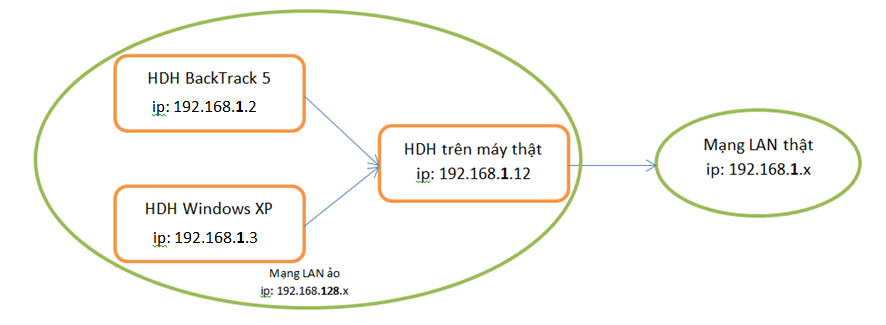 HDH BackTrack 5
ip: 192.168.1.2
HDH trên máy thật
ip: 192.168.1.12
Mạng LAN thật
ip: 192.168.1.x
HDH Windows XP
ip: 192.168.1.3
Mạng LAN ảo
ip: 192.168.128.x